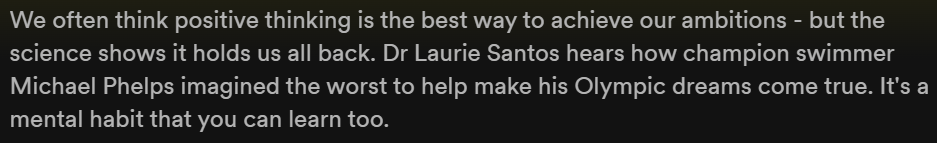 We often think positive thinking is the best way to achieve our ambitions - but the
science shows it holds us all back. Dr Laurie Santos hears how champion swimmer
Michael Phelps imagined the worst to help make his Olympic dreams come true. It's a
mental habit that you can learn too.